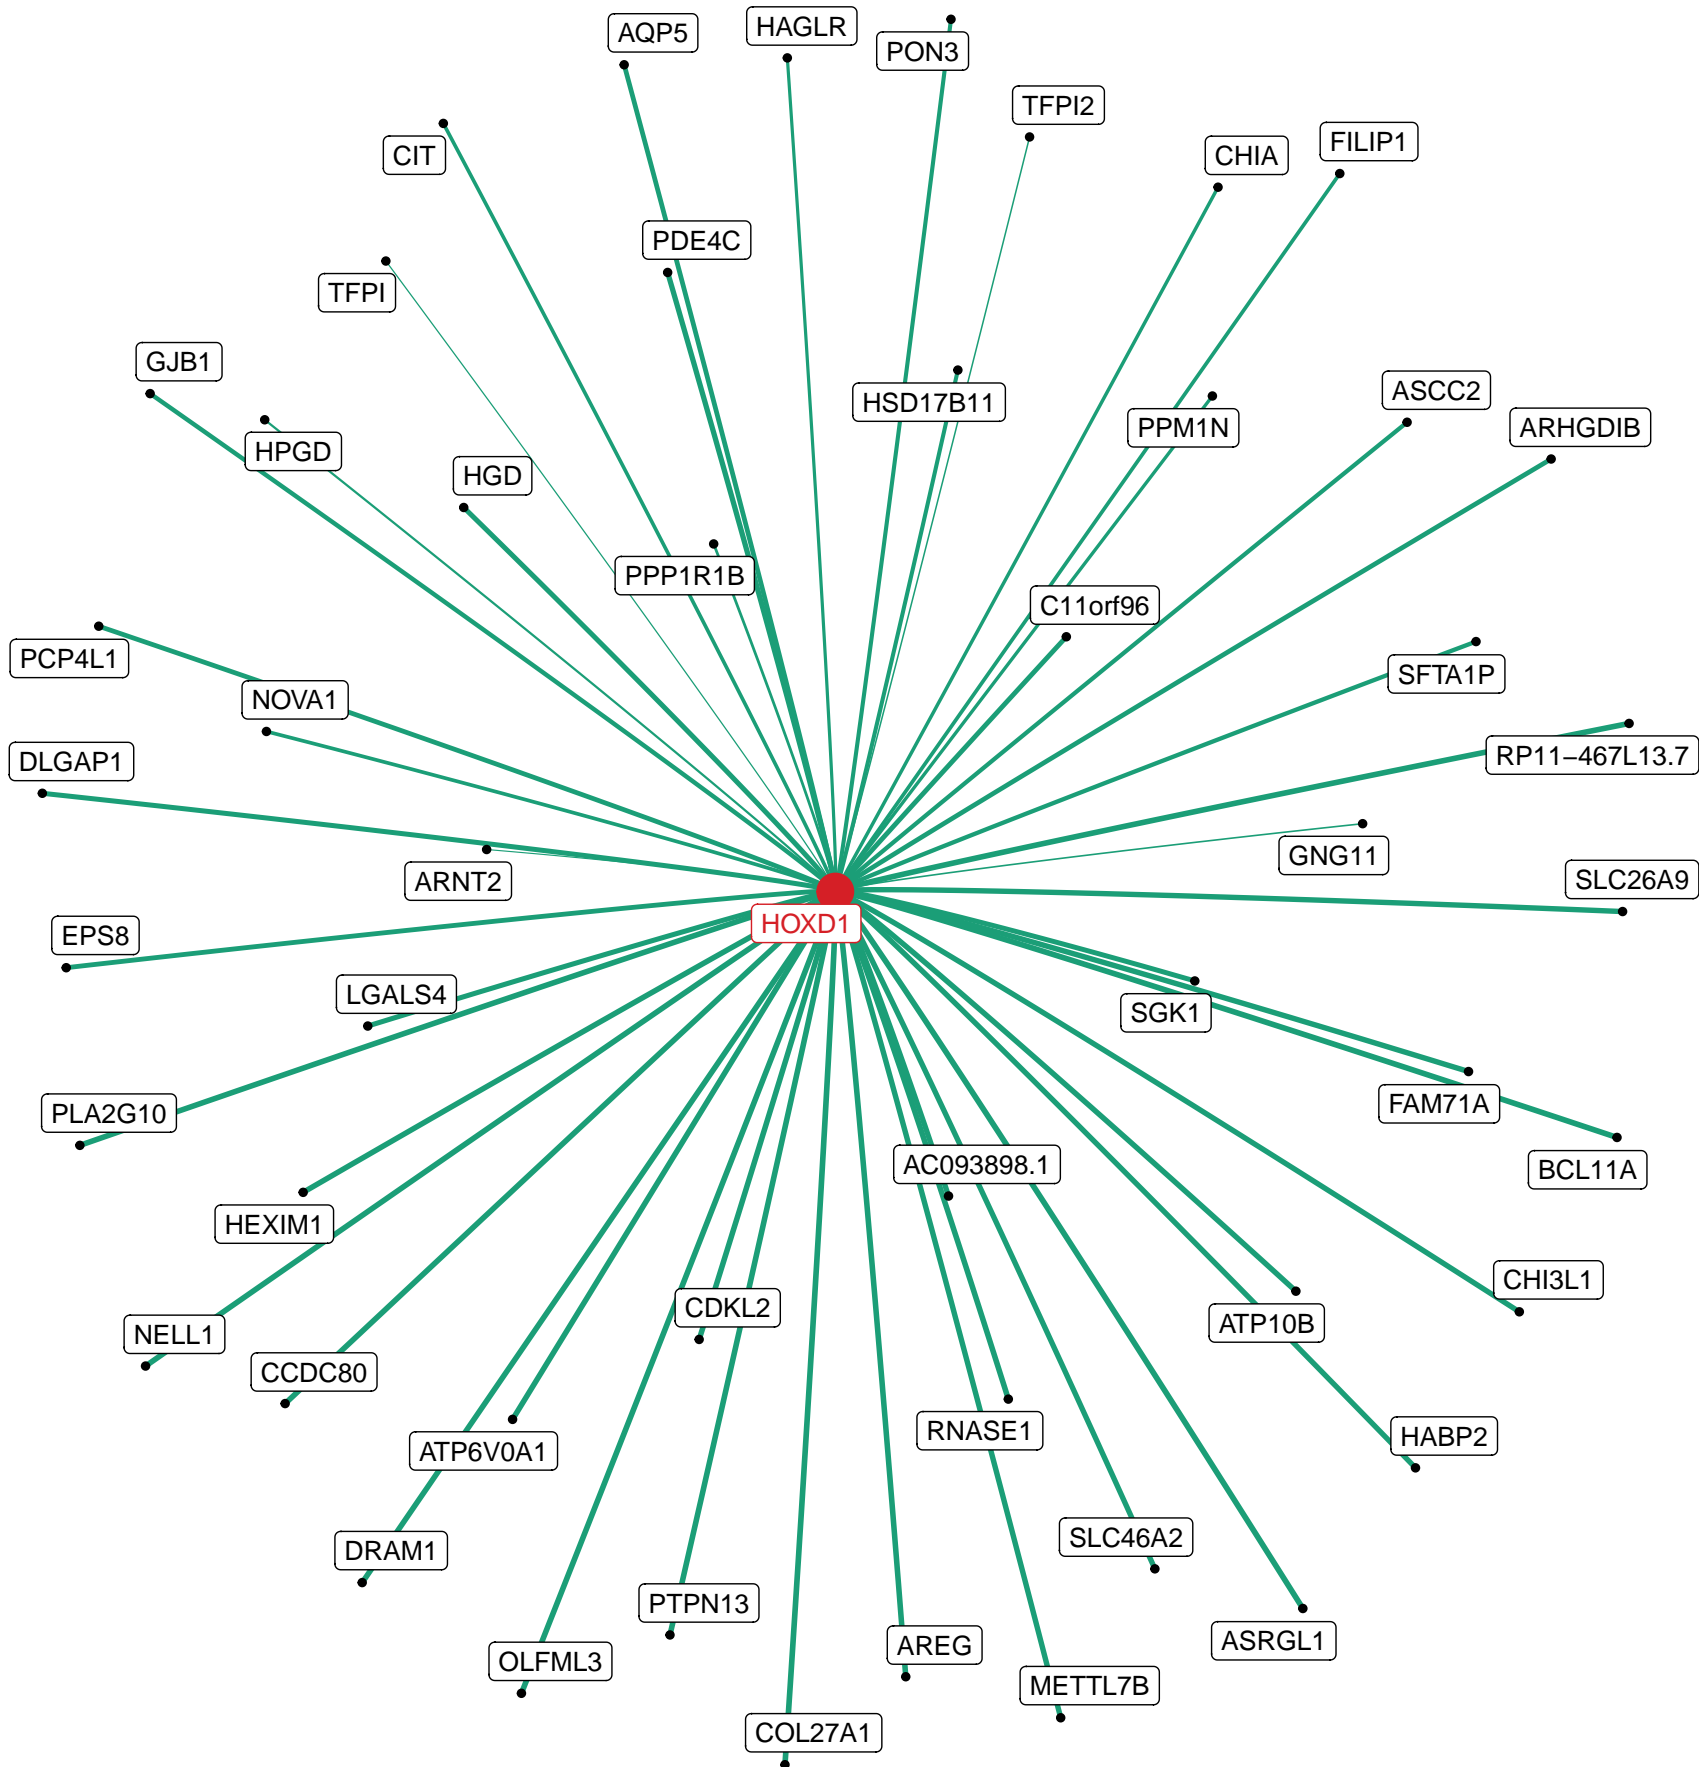 AQP5
HAGLR
PON3
TFPI2
CIT
CHIA
FILIP1
PDE4C
TFPI
GJB1
HSD17B11
ASCC2
PPM1N
ARHGDIB
HPGD
HGD
PPP1R1B
C11orf96
PCP4L1
SFTA1P
NOVA1
DLGAP1
RP11−467L13.7
GNG11
ARNT2
SLC26A9
HOXD1
EPS8
LGALS4
SGK1
PLA2G10
FAM71A
AC093898.1
BCL11A
HEXIM1
CHI3L1
CDKL2
ATP10B
NELL1
CCDC80
RNASE1
HABP2
ATP6V0A1
SLC46A2
DRAM1
PTPN13
ASRGL1
AREG
OLFML3
METTL7B
COL27A1